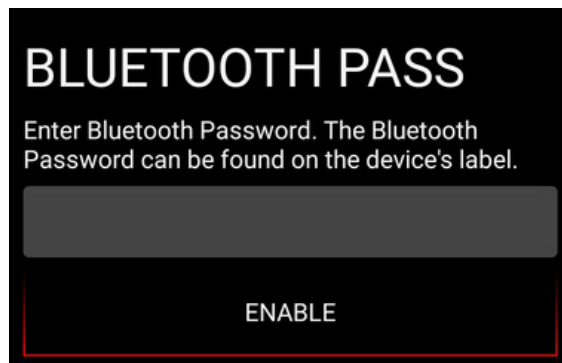 BLUETOOTH PASS
Enter Bluetooth Password. The Bluetooth
Password can be found on the device's label.
ENABLE